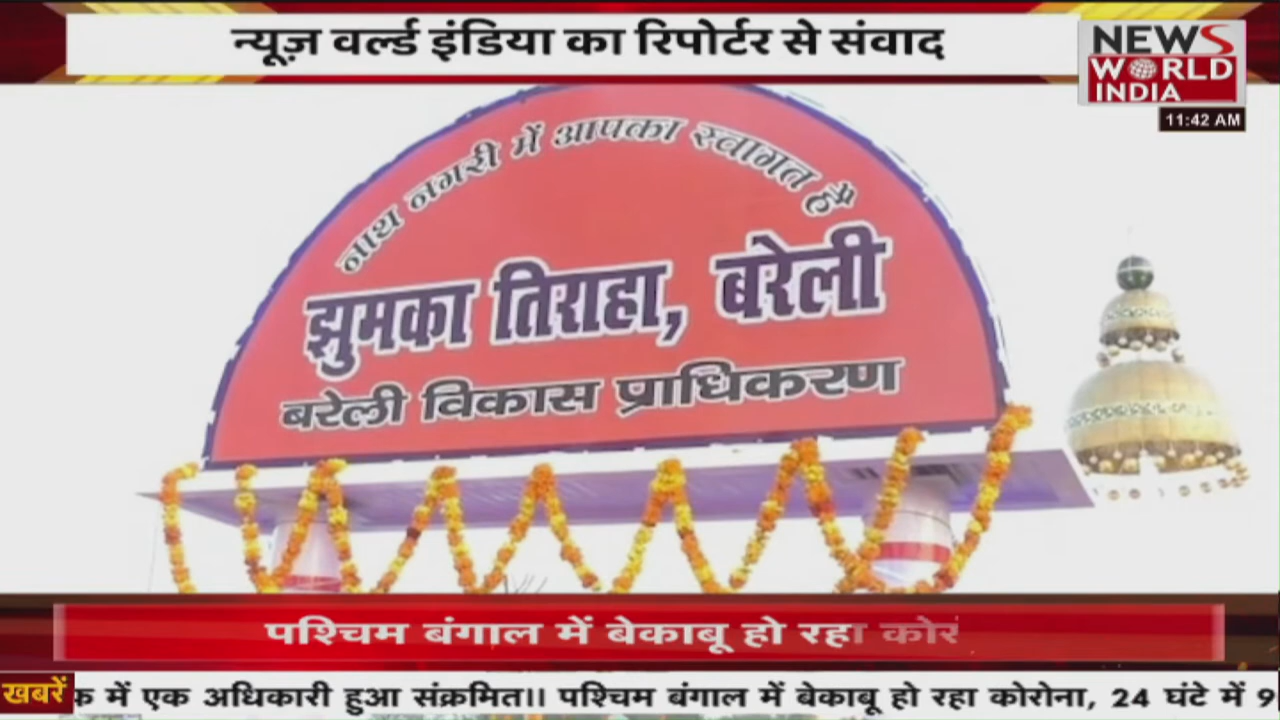 न्यूज़ वर्ल्ड इंडिया का रिपोर्टर से संवाद
NEWS
WORLD
INDIA
11:42 AM
नाथ नगरी में आपका स्वागत है
झुमका तिराहा, बरेली
बरेली विकास प्राधिकरण
पश्चिम बंगाल में बेकाबू हो रहा
खबरें में एक अधिकारी हुआ संक्रमित।। पश्चिम बंगाल में बेकाबू हो रहा कोरोना, 24 घंटे में 9